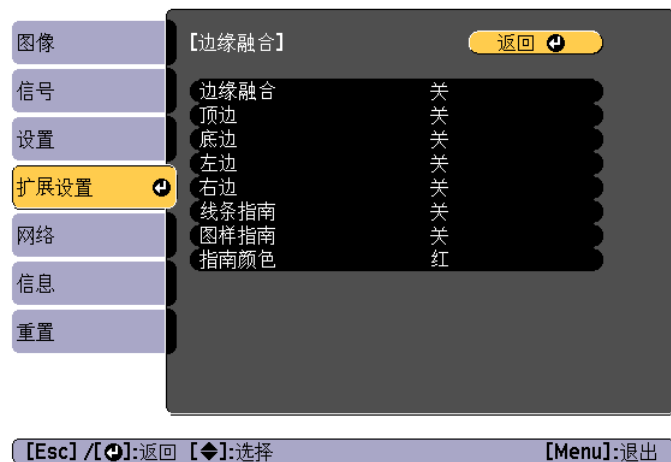 图像
信号
设置
扩展设置
网络
信息
重置
[边缘融合]
返回
边缘融合 关
顶边 关
底边 关
左边 关
右边 关
线条指南 关
图样指南 关
指南颜色 红
[Esc] /[ ]:返回 [ ]:选择 [Menu]:退出